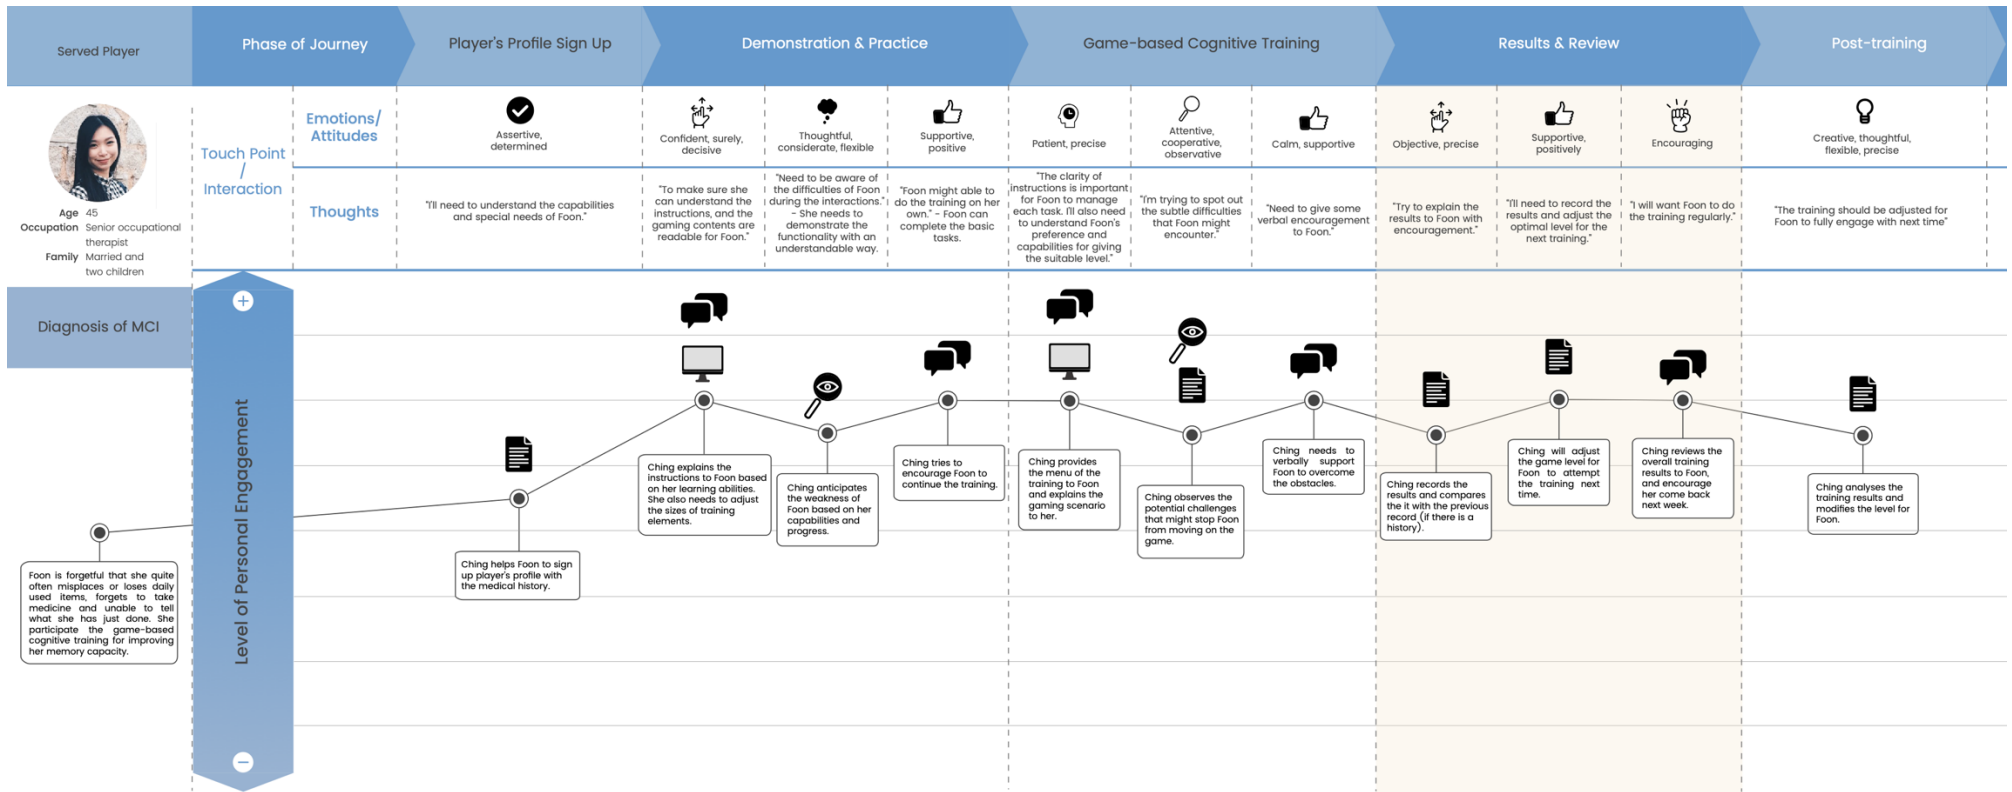 Served Player
Phase of Journey
Player's Profile Sign Up
Demonstration & Practice
Game-based Cognitive Training
Results & Review
Post-training
Age 45
Occupation Senior occupational
therapist
Family Married and
two children
Touch Point
/
Interaction
Emotions/
Attitudes
Assertive,
determined
Confident, surely,
decisive
Thoughtful,
considerate, flexible
Supportive,
positive
Patient, precise
Attentive,
cooperative,
observative
Calm, supportive
Objective, precise
Supportive,
positively
Encouraging
Creative, thoughtful,
flexible, precise
Thoughts
"I'll need to understand the capabilities
and special needs of Foon."
"To make sure she
can understand the
instructions, and the
gaming contents are
readable for Foon."
"Need to be aware of
the difficulties of Foon
during the interactions."
- She needs to
demonstrate the
functionality with an
understandable way.
"Foon might able to
do the training on her
own." - Foon can
complete the basic
tasks.
"The clarity of
instructions is important
for Foon to manage
each task. I'll also need
to understand Foon's
preference and
capabilities for giving
the suitable level."
"I'm trying to spot out
the subtle difficulties
that Foon might
encounter."
"Need to give some
verbal encouragement
to Foon."
"Try to explain the
results to Foon with
encouragement."
"I'll need to record the
results and adjust the
optimal level for the
next training."
"I will want Foon to do
the training regularly."
"The training should be adjusted for
Foon to fully engage with next time"
Diagnosis of MCI
Level of Personal Engagement
Foon is forgetful that she quite
often misplaces or loses daily
used items, forgets to take
medicine and unable to tell
what she has just done. She
participate the game-based
cognitive training for improving
her memory capacity.
Ching helps Foon to sign
up player's profile with
the medical history.
Ching explains the
instructions to Foon based
on her learning abilities.
She also needs to adjust
the sizes of training
elements.
Ching anticipates
the weakness of
Foon based on her
capabilities and
progress.
Ching tries to
encourage Foon to
continue the training.
Ching provides
the menu of the
training to Foon
and explains the
gaming scenario
to her.
Ching observes the
potential challenges
that might stop Foon
from moving on the
game.
Ching needs to
verbally support
Foon to overcome
the obstacles.
Ching records the
results and compares
the it with the previous
record (if there is a
history).
Ching will adjust
the game level for
Foon to attempt
the training next
time.
Ching reviews the
overall training
results to Foon,
and encourage
her come back
next week.
Ching analyses the
training results and
modifies the level for
Foon.